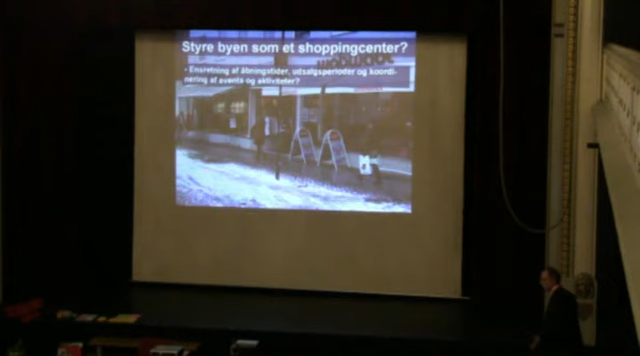 Styre byen som et shoppingcenter?
- Ensretning af åbningstider, udsalgsperioder og koordi-
nering af events og aktiviteter?